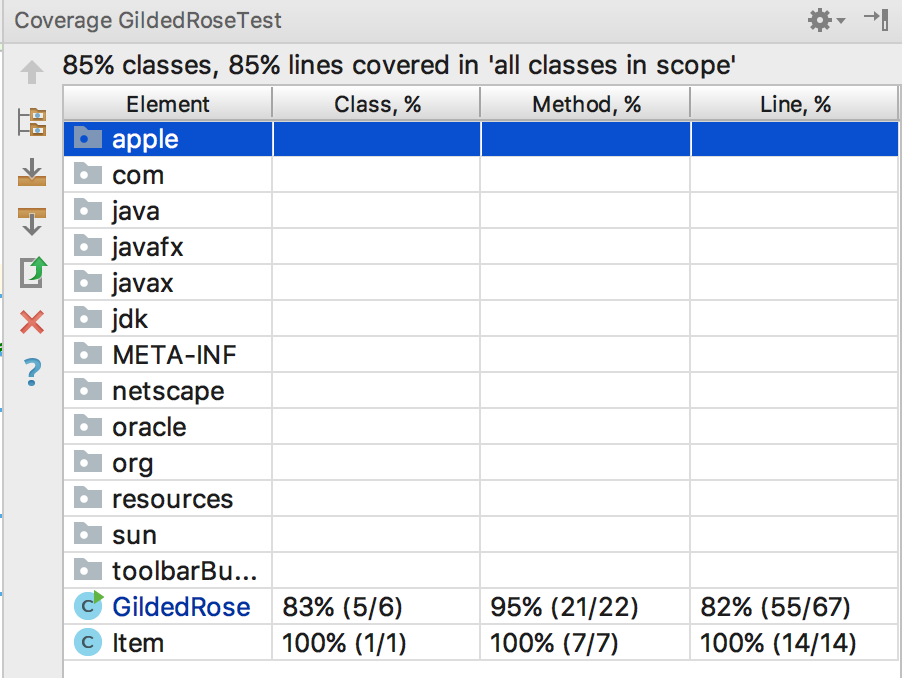 Coverage GildedRoseTest
85% classes, 85% lines covered in 'all classes in scope'
Element Class, % Method, % Line, %
apple
com
java
javafx
javax
jdk
META-INF
netscape
oracle
org
resources
sun
toolbarBu...
C GildedRose 83% (5/6) 95% (21/22) 82% (55/67)
C Item 100% (1/1) 100% (7/7) 100% (14/14)